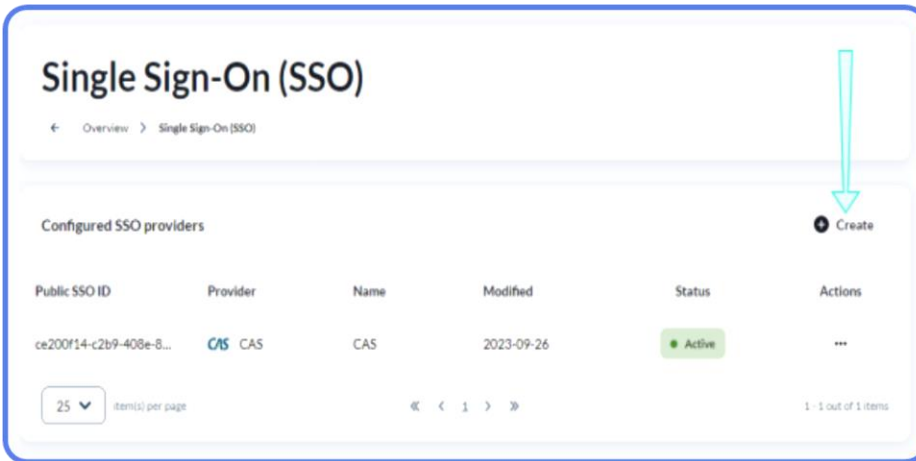 Single Sign-On (SSO)
Overview > Single Sign-On (SSO)
Configured SSO providers
Create
Public SSO ID Provider Name Modified Status Actions
ce200f14-c2b9-408e-8... CAS CAS CAS 2023-09-26 Active ...
25 item(s) per page « < 1 > » 1 - 1 out of 1 items